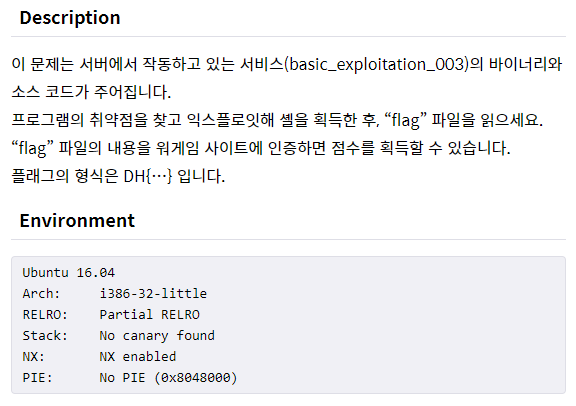 Description
이 문제는 서버에서 작동하고 있는 서비스(basic_exploitation_003)의 바이너리와
소스 코드가 주어집니다.
프로그램의 취약점을 찾고 익스플로잇해 셸을 획득한 후, “flag” 파일을 읽으세요.
“flag” 파일의 내용을 워게임 사이트에 인증하면 점수를 획득할 수 있습니다.
플래그의 형식은 DH{…} 입니다.
Environment
Ubuntu 16.04
Arch:     i386-32-little
RELRO:    Partial RELRO
Stack:    No canary found
NX:       NX enabled
PIE:      No PIE (0x8048000)